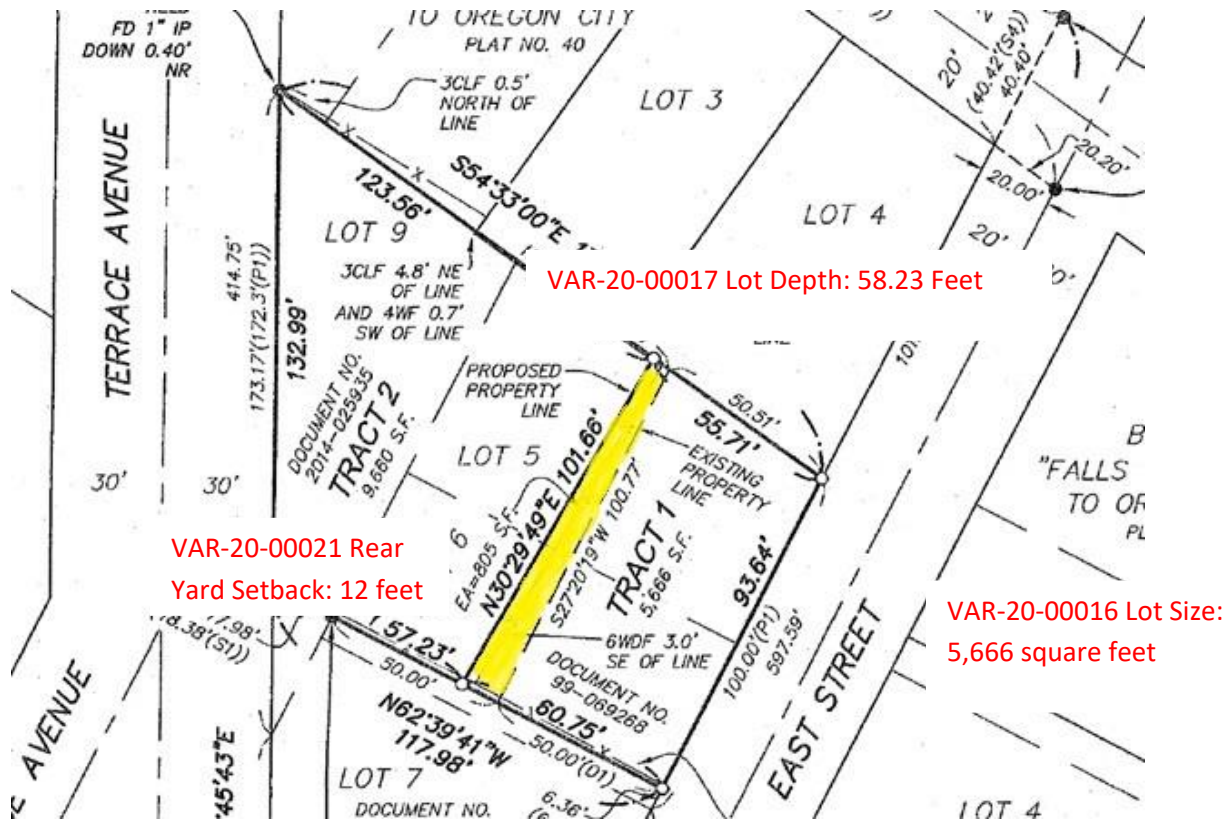 FD 1" IP
DOWN 0.40'
NR
TO OREGON CITY
PLAT NO. 40
3CLF 0.5'
NORTH OF
LINE
LOT 3
20'
(40.42'(S4)
40.40'
20.20'
20.00'
20'
TERRACE AVENUE
123.56'
S54°33'00"E
LOT 9
LOT 4
3CLF 4.8' NE
OF LINE
AND 4WF 0.7'
SW OF LINE
VAR-20-00017 Lot Depth: 58.23 Feet
414.75'
173.17'(172.3'(P1))
132.99'
PROPOSED
PROPERTY
LINE
50.51'
55.71'
DOCUMENT NO.
2014-025935
TRACT 2
9,660 S.F.
LOT 5
N30°29'49"E 101.66'
EXISTING
PROPERTY
LINE
S27°20'19"W 100.77'
TRACT 1
5,666 S.F.
30'
30'
"FALLS
VAR-20-00021 Rear
Yard Setback: 12 feet
6
EA=805 S.F.
93.64'
100.00'(P1)
597.59'
EAST STREET
VAR-20-00016 Lot Size:
5,666 square feet
6WDF 3.0'
SE OF LINE
DOCUMENT NO.
99-069268
57.23'
50.00'
60.75'
50.00'(O1)
N62°39'41"W
117.98'
AVENUE
45'43"E
LOT 7
DOCUMENT NO.
6.36'
LOT 4